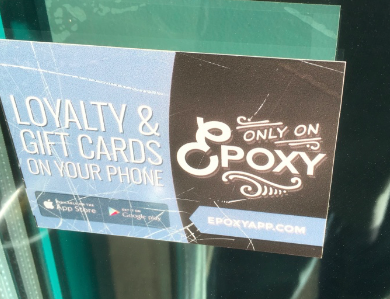 LOYALTY &
GIFT CARDS
ON YOUR PHONE
App Store
Google play
ONLY ON
EPOXY
EPOXYAPP.COM